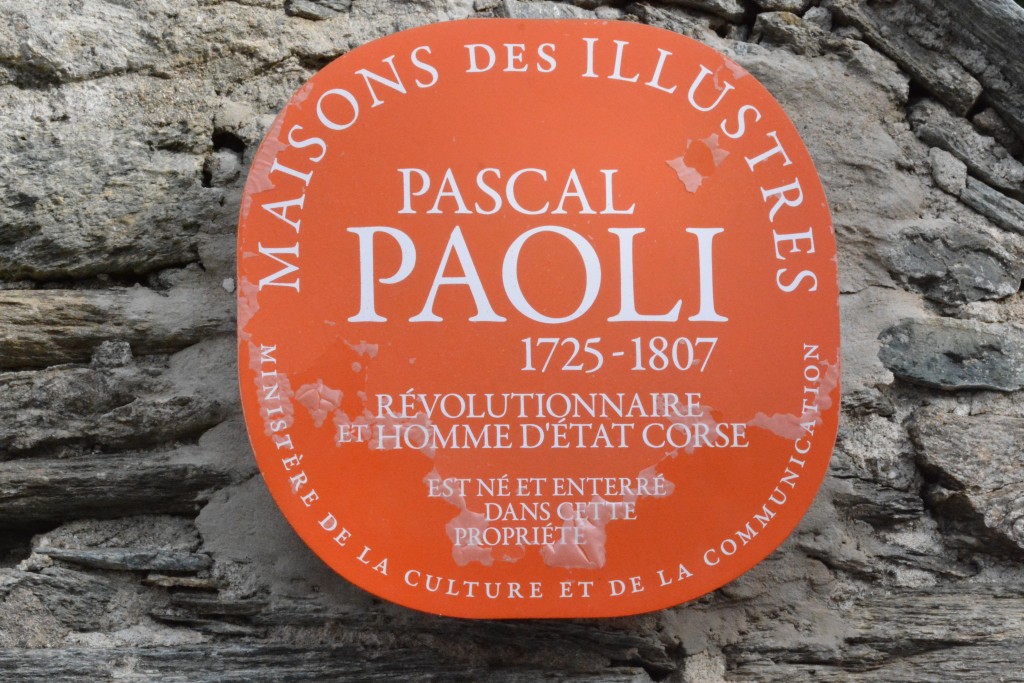 MAISONS DES ILLUSTRES
PASCAL
PAOLI
1725-1807
RÉVOLUTIONNAIRE
ET HOMME D'ÉTAT CORSE
EST NÉ ET ENTERRÉ
DANS CETTE
PROPRIÉTE
MINISTÈRE DE LA CULTURE ET DE LA COMMUNICATION